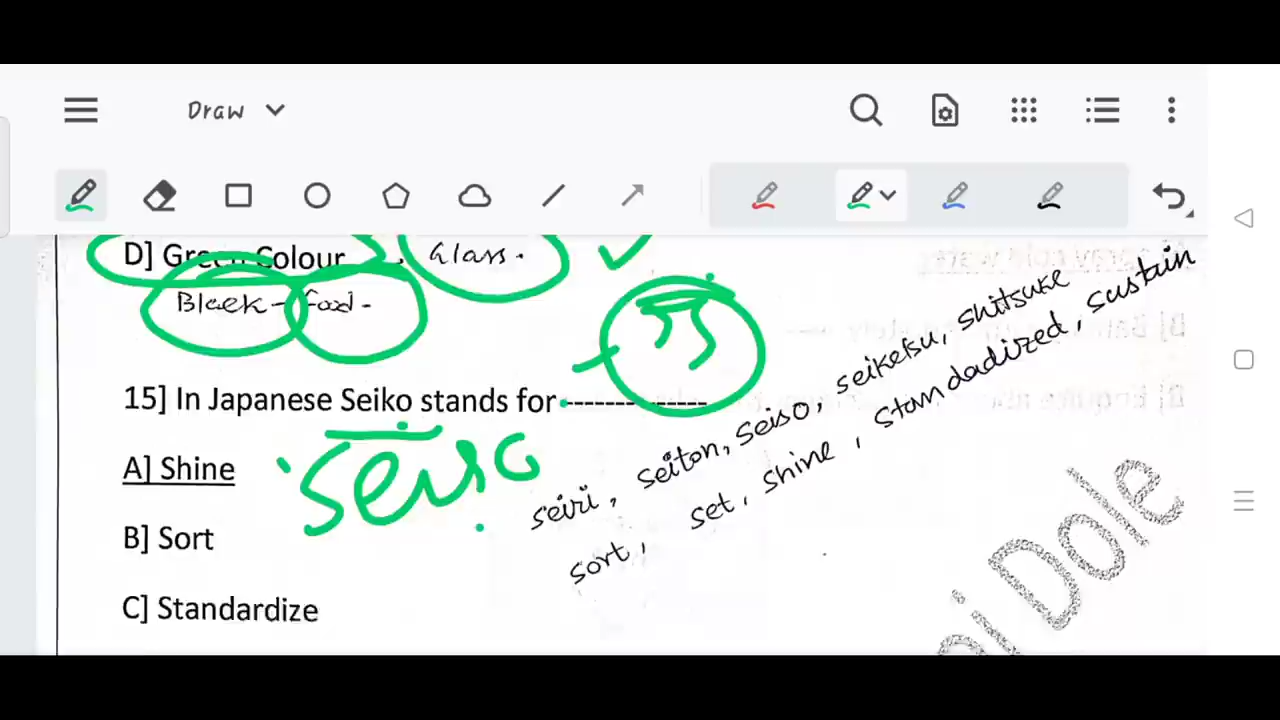 Draw
D] Green Colour, Glass.
Black - food -
15] In Japanese Seiko stands for --------------
seiso
A] Shine
B] Sort
C] Standardize
seiri, seiton, seiso, seiketsu, shitsuke
sort, set, shine, standadized, sustain
Dole